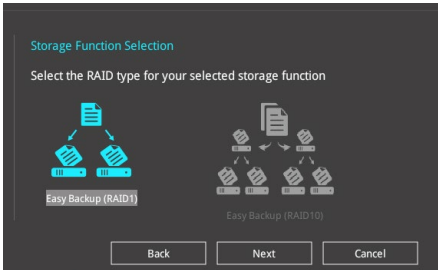 Storage Function Selection
Select the RAID type for your selected storage function
Easy Backup (RAID1)
Easy Backup (RAID10)
Back
Next
Cancel